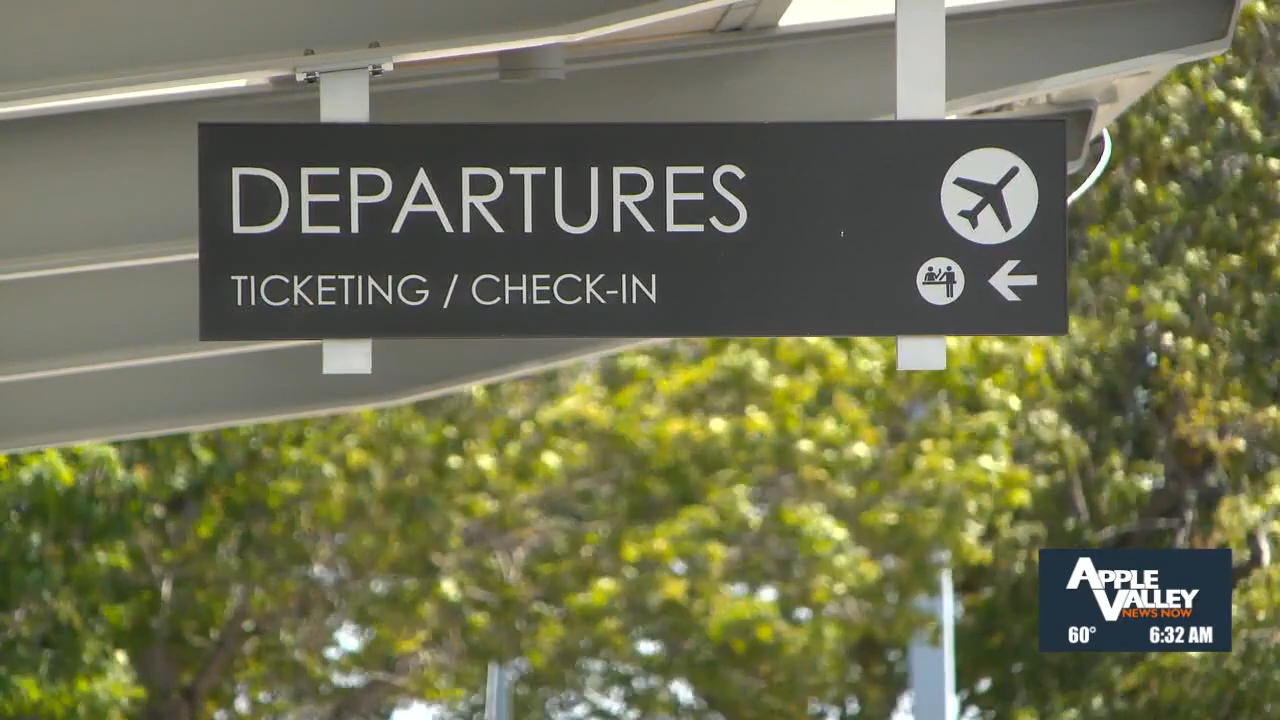 DEPARTURES
TICKETING / CHECK-IN
APPLE
VALLEY
NEWS NOW
60° 6:32 AM